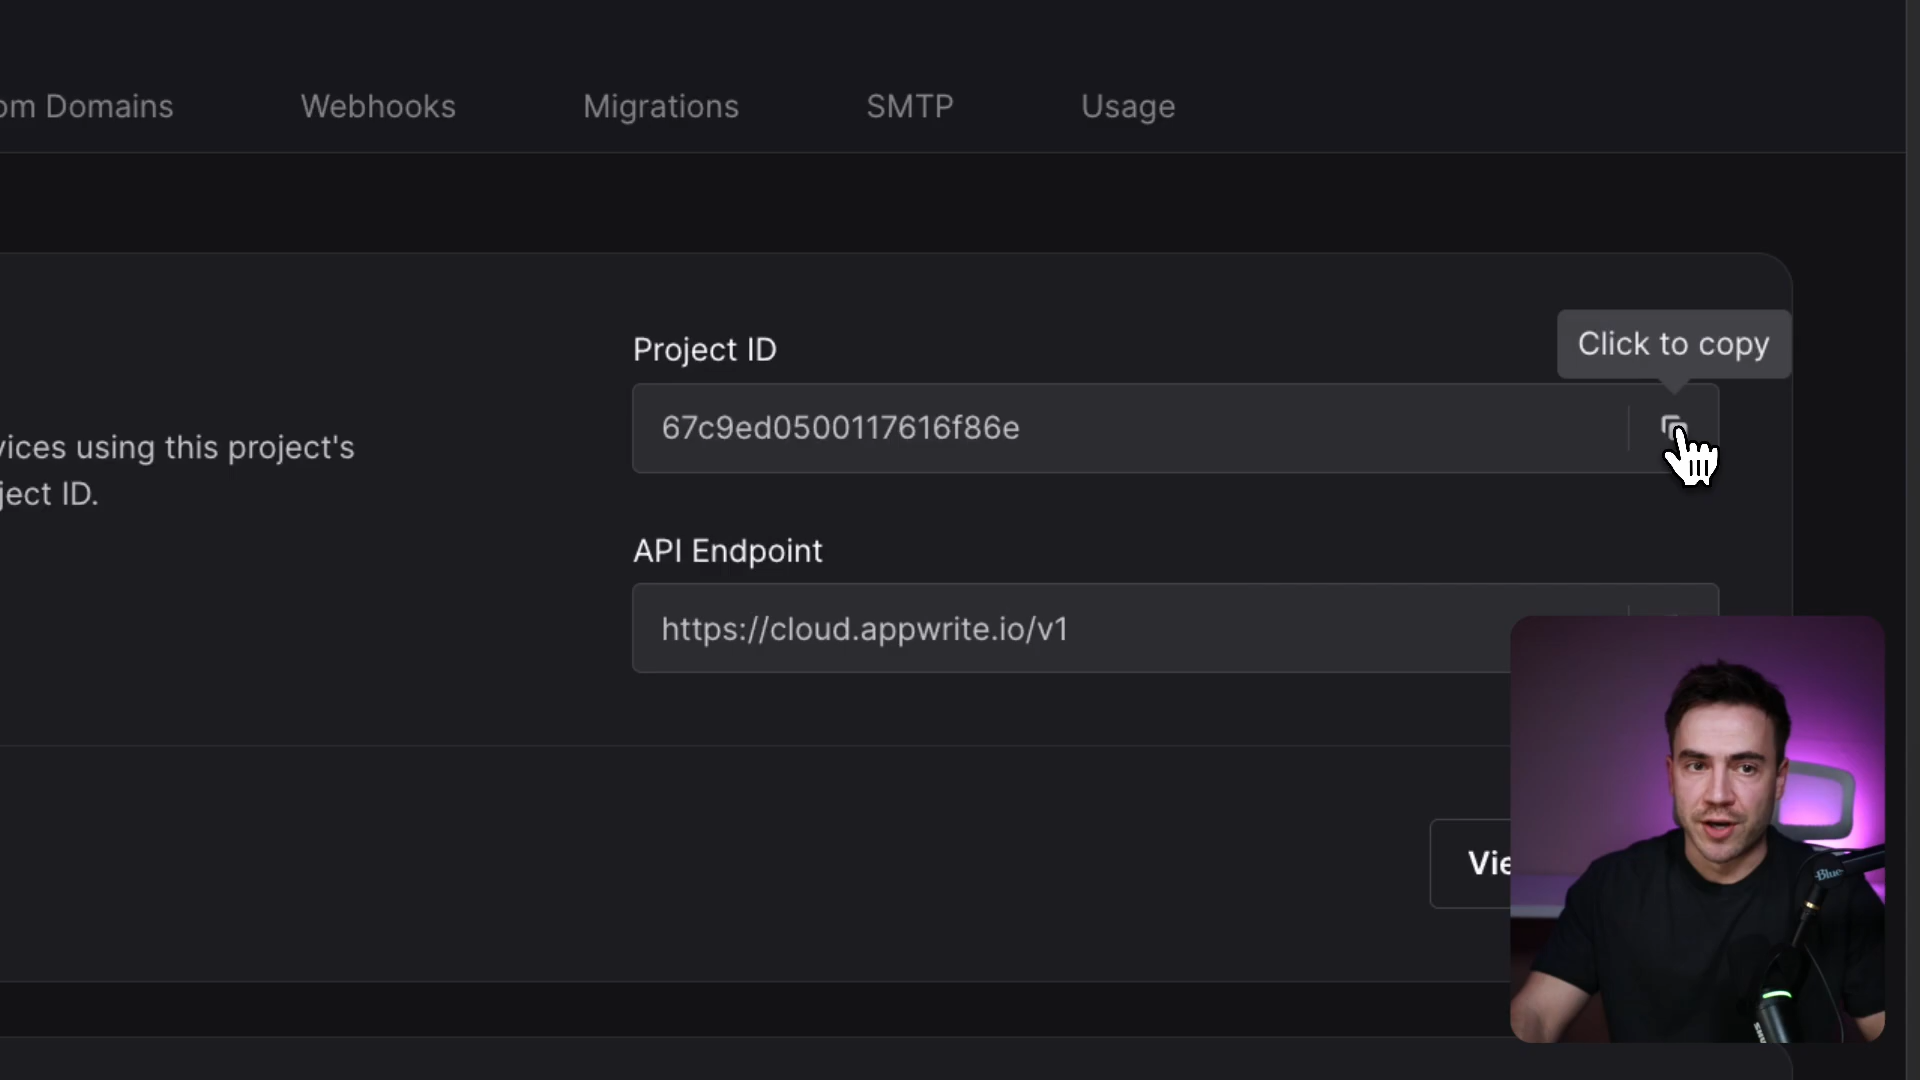 om Domains Webhooks Migrations SMTP Usage
Project ID
Click to copy
67c9ed0500117616f86e
vices using this project's
ject ID.
API Endpoint
https://cloud.appwrite.io/v1
Vie
Blue